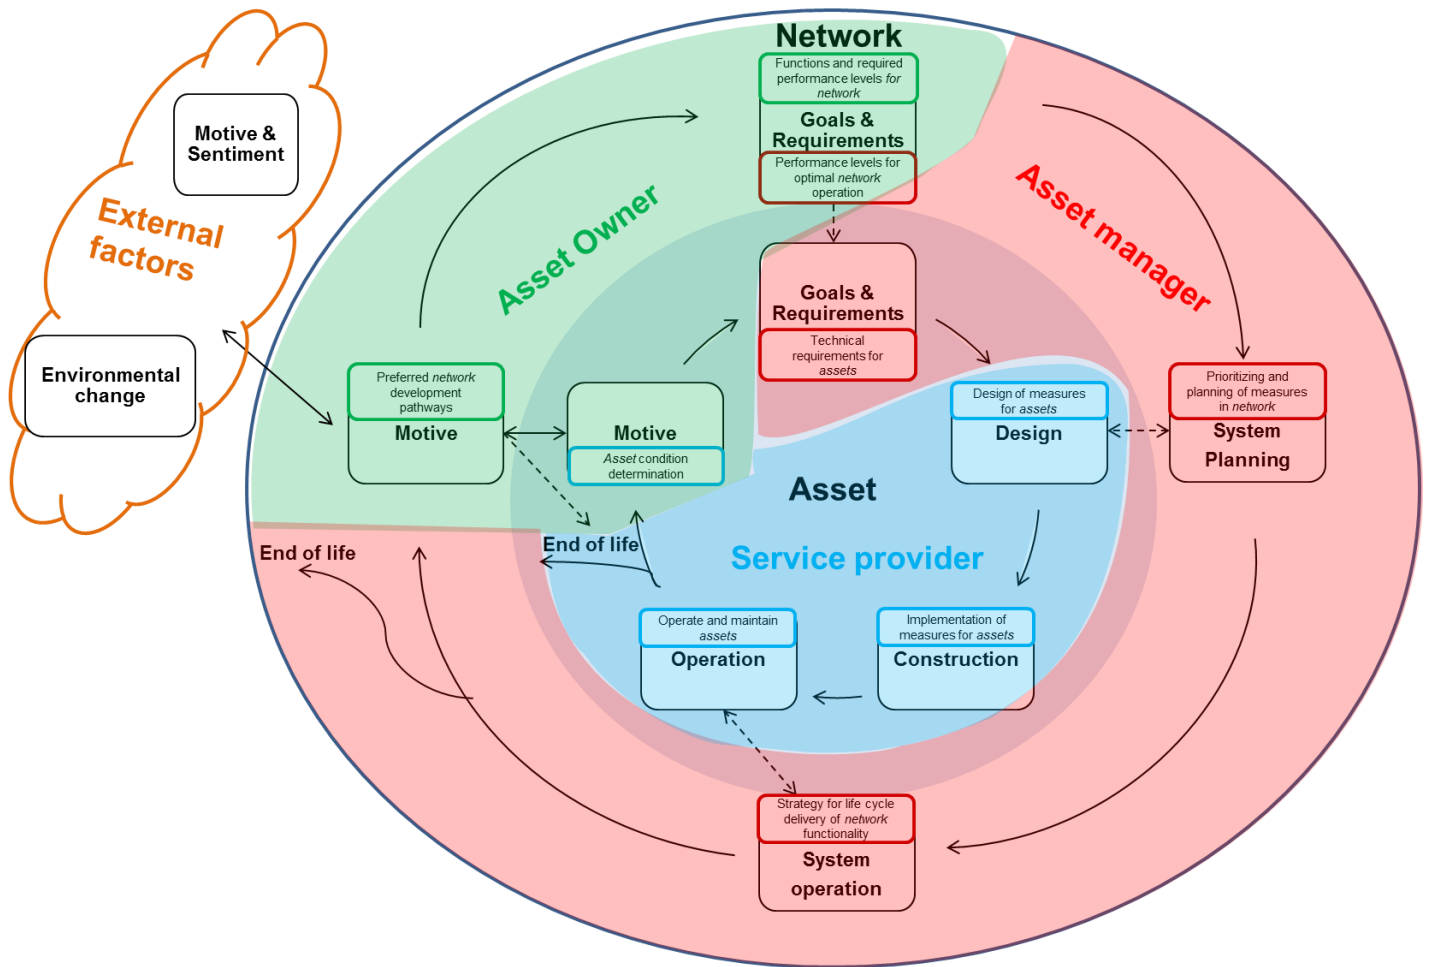 Network
Functions and required
performance levels for
network
Goals &
Requirements
Performance levels for
optimal network
operation
Motive &
Sentiment
External
factors
Environmental
change
Asset Owner
Asset manager
Goals &
Requirements
Technical
requirements for
assets
Preferred network
development
pathways
Motive
Motive
Asset condition
determination
Design of measures
for assets
Design
Prioritizing and
planning of measures
in network
System
Planning
Asset
Service provider
End of life
End of life
Operate and maintain
assets
Operation
Implementation of
measures for assets
Construction
Strategy for life cycle
delivery of network
functionality
System
operation